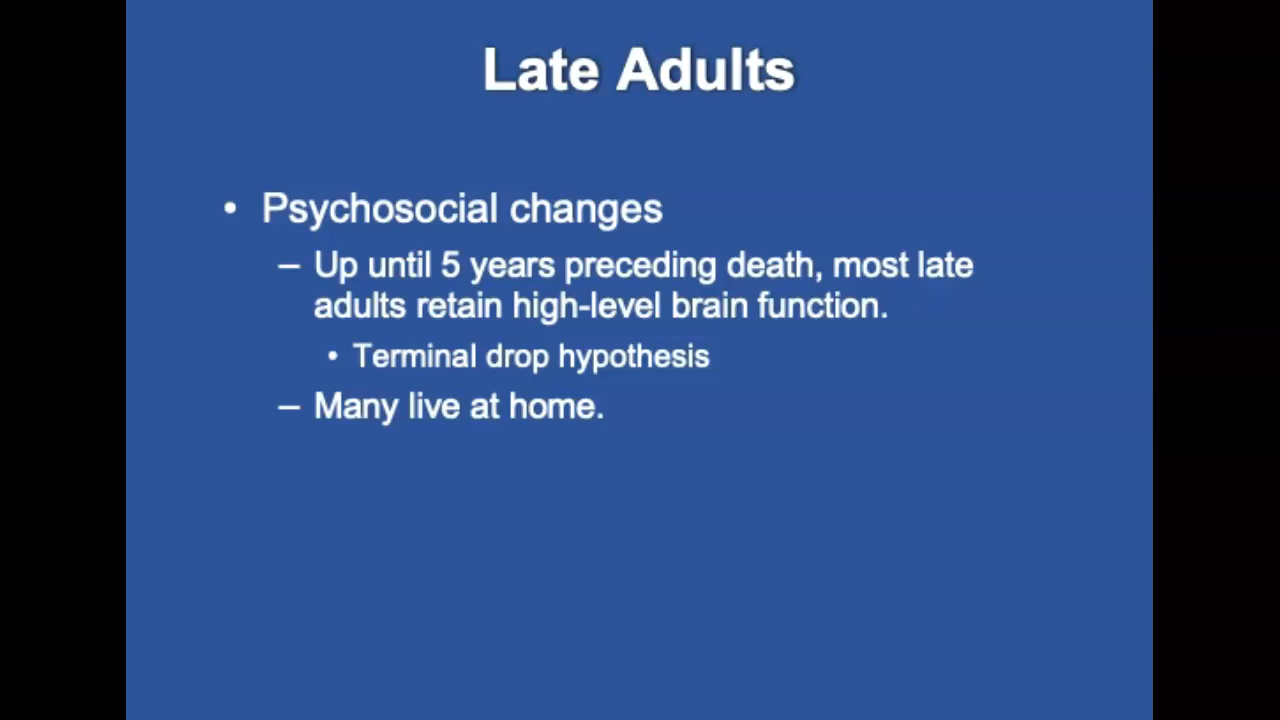 Late Adults
• Psychosocial changes
– Up until 5 years preceding death, most late
adults retain high-level brain function.
• Terminal drop hypothesis
– Many live at home.